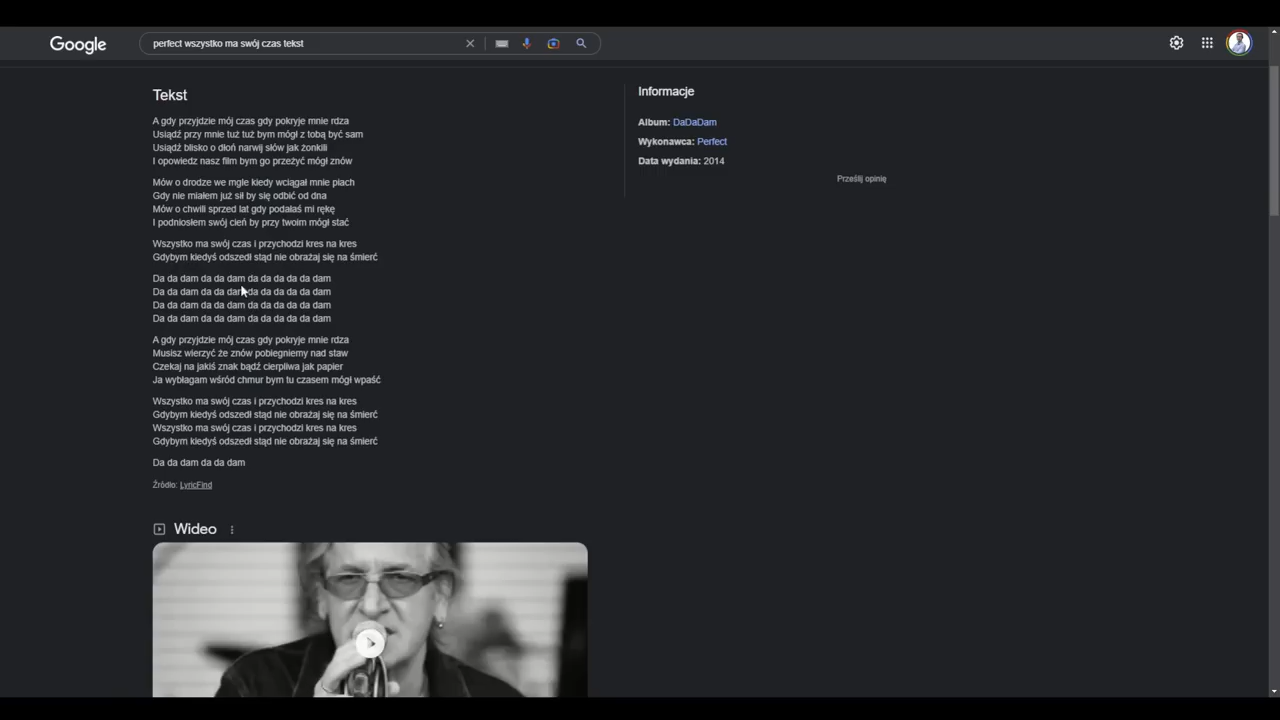 Google
perfect wszystko ma swój czas tekst
Tekst
A gdy przyjdzie mój czas gdy pokryje mnie rdza
Usiądź przy mnie tuż tuż bym mógł z tobą być sam
Usiądź blisko o dłoń narwij słów jak żonkili
I opowiedz nasz film bym go przeżyć mógł znów
Mów o drodze we mgle kiedy wciągał mnie piach
Gdy nie miałem już sił by się odbić od dna
Mów o chwili sprzed lat gdy podałaś mi rękę
I podniosłem swój cień by przy twoim mógł stać
Wszystko ma swój czas i przychodzi kres na kres
Gdybym kiedyś odszedł stąd nie obrażaj się na śmierć
Da da dam da da dam da da da da da dam
Da da dam da da dam da da da da da dam
Da da dam da da dam da da da da da dam
Da da dam da da dam da da da da da dam
A gdy przyjdzie mój czas gdy pokryje mnie rdza
Musisz wierzyć że znów pobiegniemy nad staw
Czekaj na jakiś znak bądź cierpliwa jak papier
Ja wybłagam wśród chmur bym tu czasem mógł wpaść
Wszystko ma swój czas i przychodzi kres na kres
Gdybym kiedyś odszedł stąd nie obrażaj się na śmierć
Wszystko ma swój czas i przychodzi kres na kres
Gdybym kiedyś odszedł stąd nie obrażaj się na śmierć
Da da dam da da dam
Źródło: LyricFind
Wideo
Informacje
Album: DaDaDam
Wykonawca: Perfect
Data wydania: 2014
Prześlij opinię